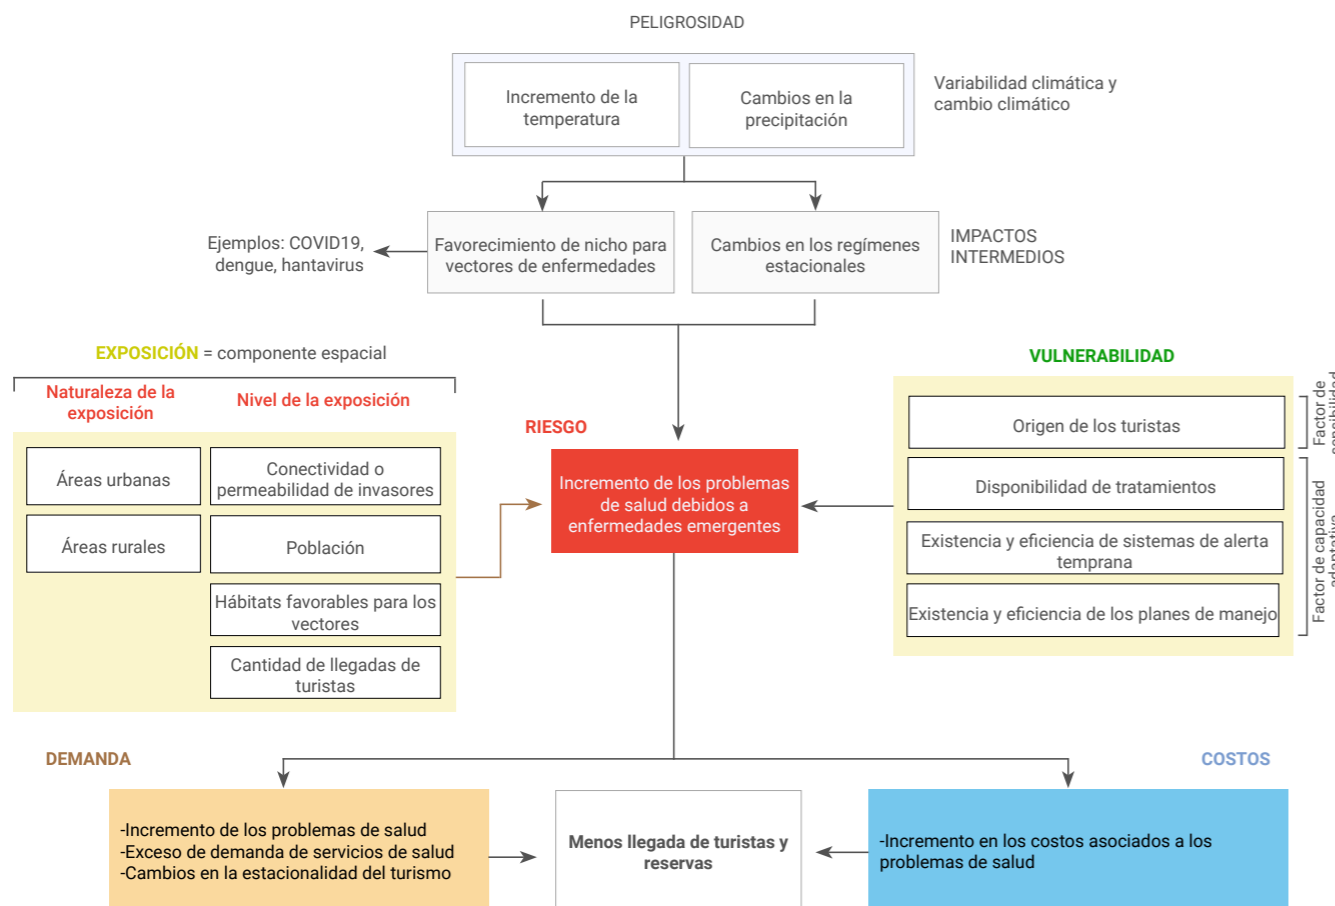 PELIGROSIDAD
Incremento de la
temperatura
Cambios en la
precipitación
Variabilidad climática y
cambio climático
Ejemplos: COVID19,
dengue, hantavirus
Favorecimiento de nicho para
vectores de enfermedades
Cambios en los regímenes
estacionales
IMPACTOS
INTERMEDIOS
EXPOSICIÓN = componente espacial
Naturaleza de la
exposición
Nivel de la exposición
Áreas urbanas
Áreas rurales
Conectividad o
permeabilidad de invasores
Población
Hábitats favorables para los
vectores
Cantidad de llegadas de
turistas
RIESGO
Incremento de los problemas
de salud debidos a
enfermedades emergentes
VULNERABILIDAD
Origen de los turistas
Disponibilidad de tratamientos
Existencia y eficiencia de sistemas de alerta
temprana
Existencia y eficiencia de los planes de manejo
Factor de
sensibilidad
Factor de capacidad
adaptativa
DEMANDA
-Incremento de los problemas de salud
-Exceso de demanda de servicios de salud
-Cambios en la estacionalidad del turismo
Menos llegada de turistas y
reservas
COSTOS
-Incremento en los costos asociados a los
problemas de salud